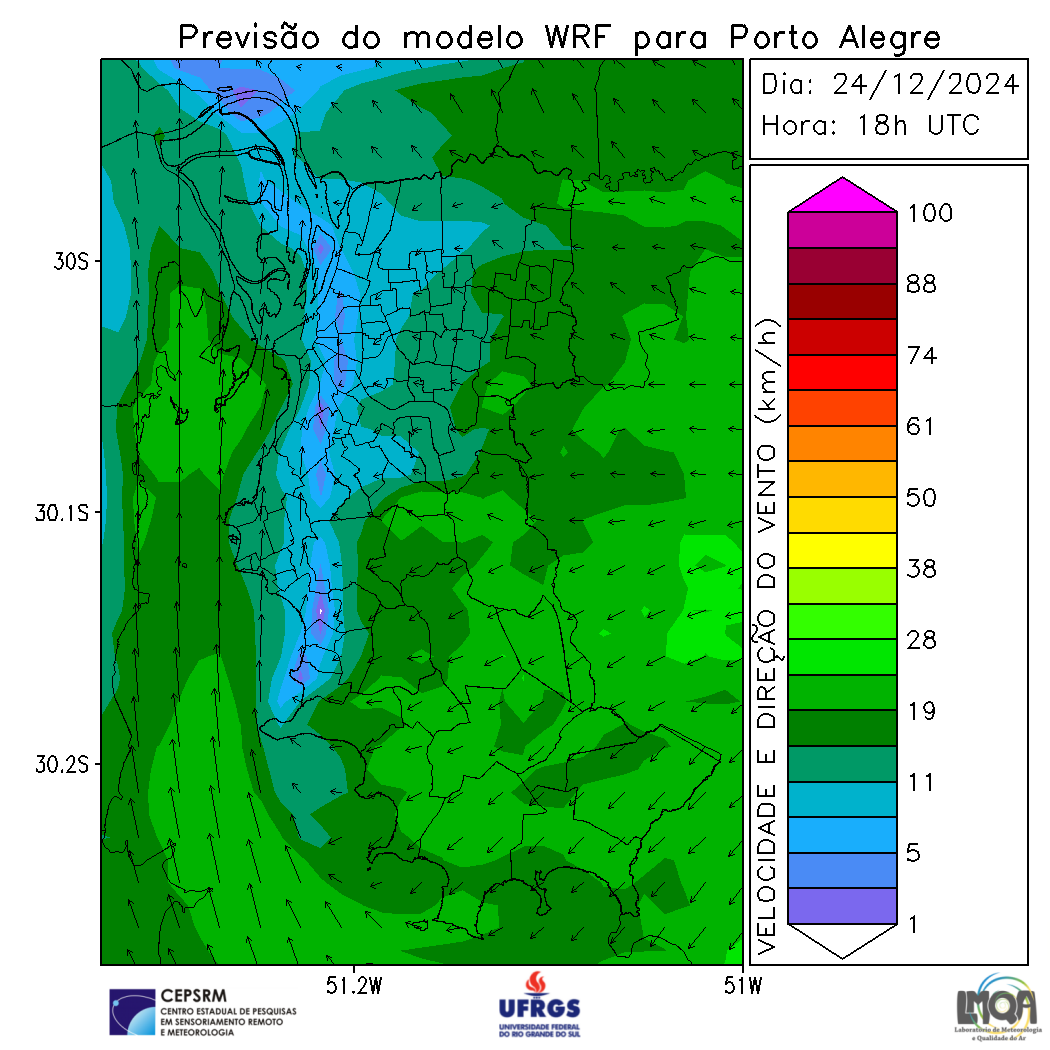 Previsão do modelo WRF para Porto Alegre
Dia: 24/12/2024
Hora: 18h UTC
30S
30.1S
30.2S
51.2W
51W
VELOCIDADE E DIREÇÃO DO VENTO (km/h)
100
88
74
61
50
38
28
19
11
5
1
CEPSRM
CENTRO ESTADUAL DE PESQUISAS
EM SENSORIAMENTO REMOTO
E METEOROLOGIA
UFRGS
UNIVERSIDADE FEDERAL
DO RIO GRANDE DO SUL
LMQA
Laboratório de Meteorologia
e Qualidade do Ar